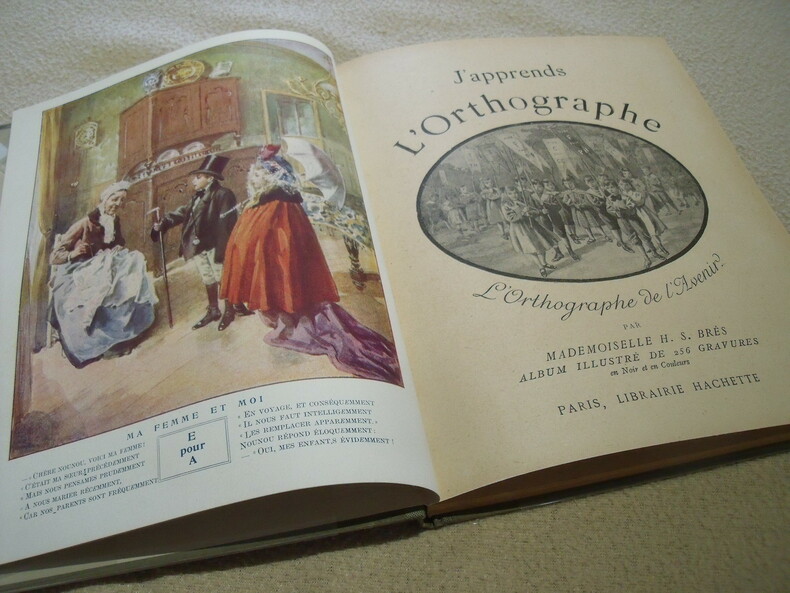 MA FEMME ET MOI
— « CHÈRE NOUNOU, VOICI MA FEMME!
« C'ÉTAIT MA SEUR PRÉCÉDEMMENT
« MAIS NOUS PENSAMES PRUDEMMENT
« A NOUS MARIER RÉCEMMENT,
« CAR NOS PARENTS SONT FRÉQUEMMENT
E
pour
A
« EN VOYAGE, ET CONSÉQUEMMENT
« IL NOUS FAUT INTELLIGEMMENT
« LES REMPLACER APPAREMMENT. »
NOUNOU RÉPOND ÉLOQUEMMENT :
— « OUI, MES ENFANTS, ÉVIDEMMENT !
J'apprends
L'Orthographe
L'Orthographe de l'Avenir
PAR
MADEMOISELLE H. S. BRÈS
ALBUM ILLUSTRÉ DE 256 GRAVURES
en Noir et en Couleurs
PARIS, LIBRAIRIE HACHETTE